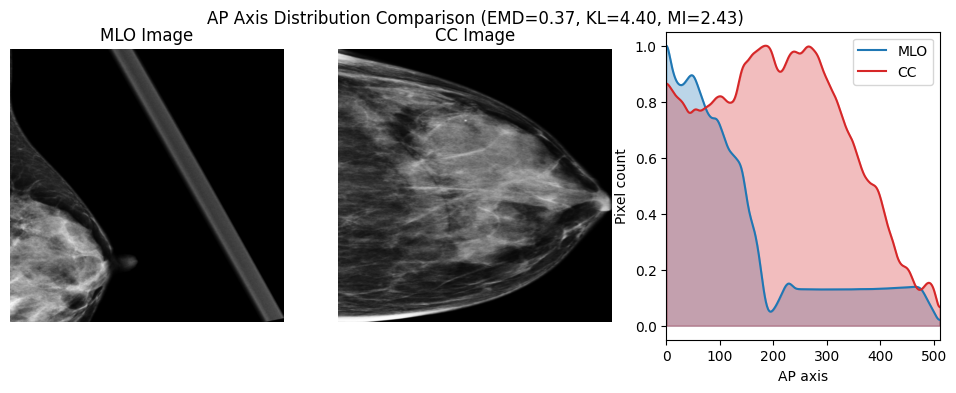 AP Axis Distribution Comparison (EMD=0.37, KL=4.40, MI=2.43)
MLO Image
CC Image
MLO
CC
Pixel count
1.0
0.8
0.6
0.4
0.2
0.0
0 100 200 300 400 500
AP axis